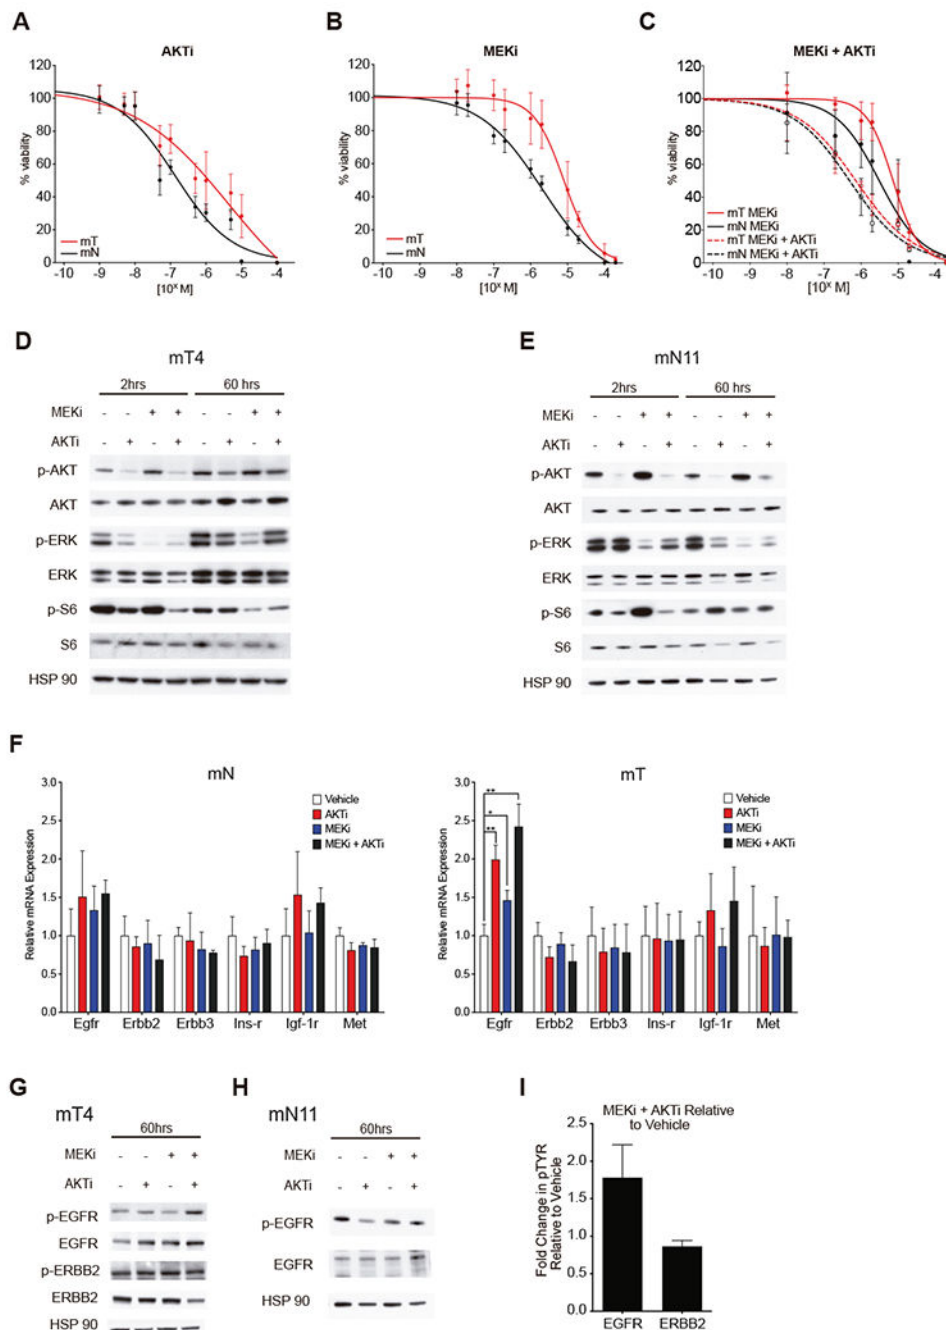 A
AKTi
120
100
80
60
40
20
0
% viability
mT
mN
-10 -9 -8 -7 -6 -5 -4
[10ˣ M]
B
MEKi
120
100
80
60
40
20
0
% viability
mT
mN
-10 -9 -8 -7 -6 -5 -4
[10ˣ M]
C
MEKi + AKTi
120
100
80
60
40
20
0
% viability
mT MEKi
mN MEKi
mT MEKi + AKTi
mN MEKi + AKTi
-10 -8 -6 -4
[10ˣ M]
D
mT4
2hrs 60 hrs
MEKi - - + + - - + +
AKTi - + - + - + - +
p-AKT
AKT
p-ERK
ERK
p-S6
S6
HSP 90
E
mN11
2hrs 60 hrs
MEKi - - + + - - + +
AKTi - + - + - + - +
p-AKT
AKT
p-ERK
ERK
p-S6
S6
HSP 90
F
mN
3.0
2.5
2.0
1.5
1.0
0.5
0.0
Relative mRNA Expression
Vehicle
AKTi
MEKi
MEKi + AKTi
Egfr Erbb2 Erbb3 Ins-r Igf-1r Met
mT
3.0
2.5
2.0
1.5
1.0
0.5
0.0
Relative mRNA Expression
**
*
**
Vehicle
AKTi
MEKi
MEKi + AKTi
Egfr Erbb2 Erbb3 Ins-r Igf-1r Met
G
mT4
60hrs
MEKi - - + +
AKTi - + - +
p-EGFR
EGFR
p-ERBB2
ERBB2
HSP 90
H
mN11
60hrs
MEKi - - + +
AKTi - + - +
p-EGFR
EGFR
HSP 90
I
MEKi + AKTi Relative
to Vehicle
2.5
2.0
1.5
1.0
0.5
0.0
Fold Change in pTYR
Relative to Vehicle
EGFR ERBB2